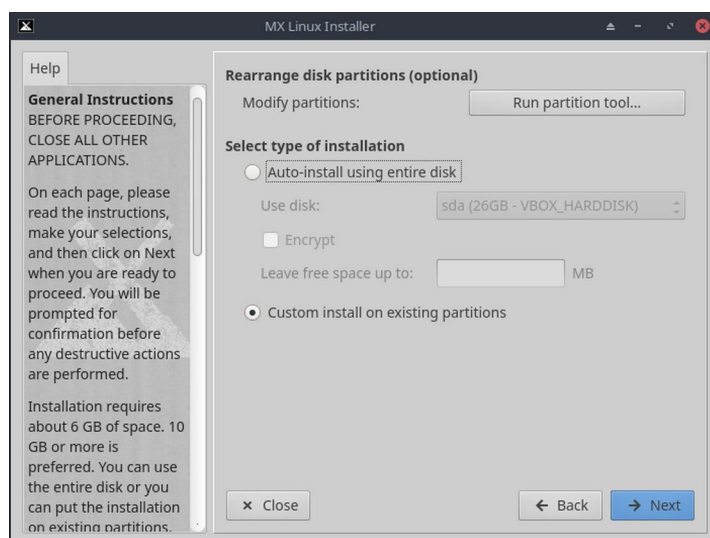 MX Linux Installer
Help
General Instructions
BEFORE PROCEEDING,
CLOSE ALL OTHER
APPLICATIONS.
On each page, please
read the instructions,
make your selections,
and then click on Next
when you are ready to
proceed. You will be
prompted for
confirmation before
any destructive actions
are performed.
Installation requires
about 6 GB of space. 10
GB or more is
preferred. You can use
the entire disk or you
can put the installation
on existing partitions.
Rearrange disk partitions (optional)
Modify partitions: Run partition tool...
Select type of installation
Auto-install using entire disk
Use disk: sda (26GB - VBOX_HARDDISK)
Encrypt
Leave free space up to: MB
Custom install on existing partitions
Close Back Next